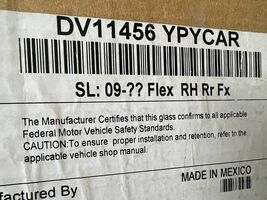 DV11456 YPYCAR
SL: 09-?? Flex RH Rr Fx
The Manufacturer Certifies that this glass conforms to all applicable
Federal Motor Vehicle Safety Standards.
CAUTION:To ensure proper installation and retention, refer to the
applicable vehicle shop manual.
MADE IN MEXICO
Manufactured By